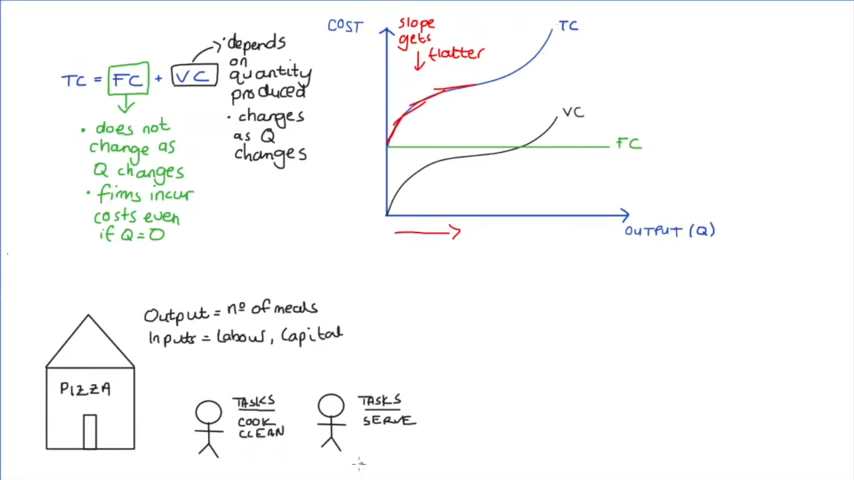 TC = FC + VC
• does not
change as
Q changes
• firms incur
costs even
if Q=0
• depends
on
quantity
produced
• changes
as Q
changes
COST
slope
gets
flatter
TC
VC
FC
OUTPUT (Q)
Output = nº of meals
Inputs = Labour, Capital
PIZZA
TASKS
COOK
CLEAN
TASKS
SERVE